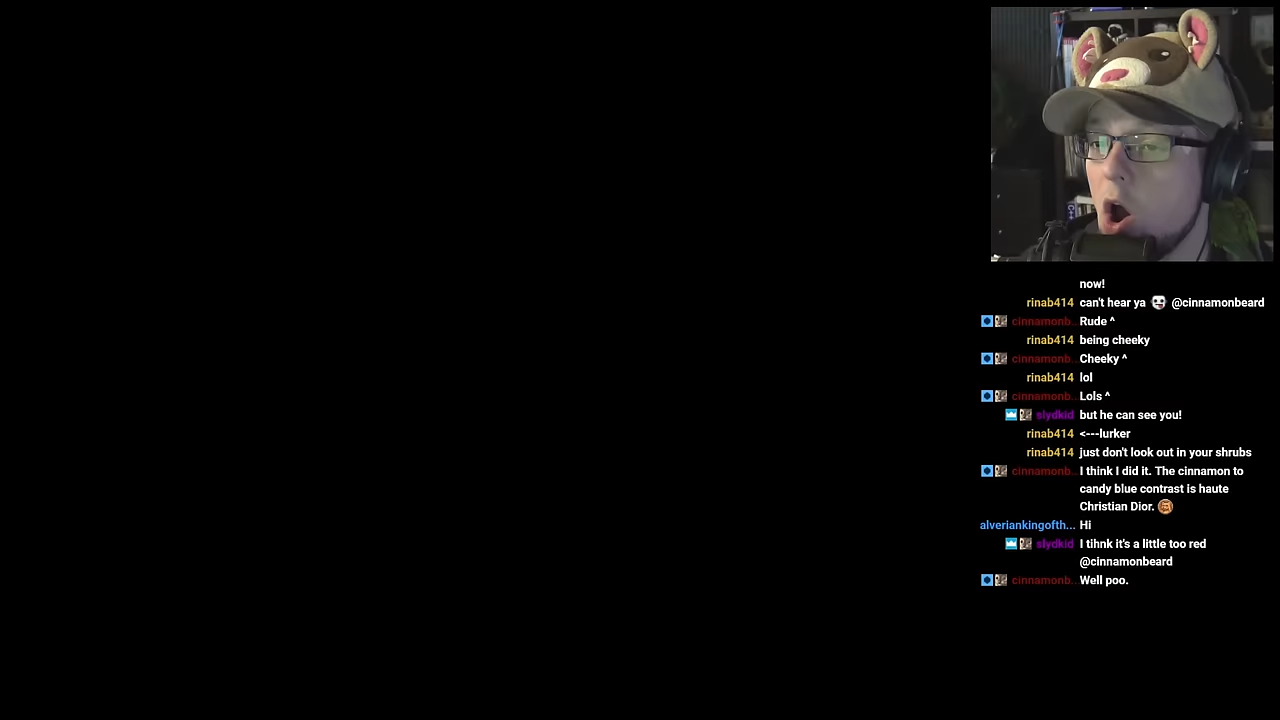 now!
rinab414 can't hear ya @cinnamonbeard
cinnamonb... Rude ^
rinab414 being cheeky
cinnamonb... Cheeky ^
rinab414 lol
cinnamonb... Lols ^
slydkid but he can see you!
rinab414 <---lurker
rinab414 just don't look out in your shrubs
cinnamonb... I think I did it. The cinnamon to
candy blue contrast is haute
Christian Dior.
alveriankingofth... Hi
slydkid I tihnk it's a little too red
@cinnamonbeard
cinnamonb... Well poo.